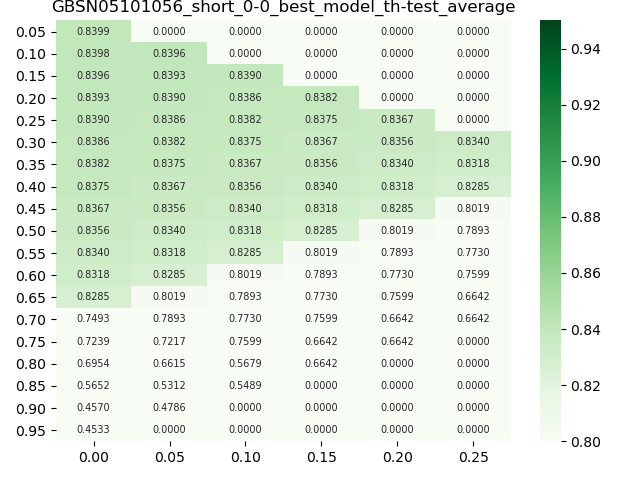 GBSN05101056_short_0-0_best_model_th-test_average
0.05 0.8399 0.0000 0.0000 0.0000 0.0000 0.0000
0.10 0.8398 0.8396 0.0000 0.0000 0.0000 0.0000
0.15 0.8396 0.8393 0.8390 0.0000 0.0000 0.0000
0.20 0.8393 0.8390 0.8386 0.8382 0.0000 0.0000
0.25 0.8390 0.8386 0.8382 0.8375 0.8367 0.0000
0.30 0.8386 0.8382 0.8375 0.8367 0.8356 0.8340
0.35 0.8382 0.8375 0.8367 0.8356 0.8340 0.8318
0.40 0.8375 0.8367 0.8356 0.8340 0.8318 0.8285
0.45 0.8367 0.8356 0.8340 0.8318 0.8285 0.8019
0.50 0.8356 0.8340 0.8318 0.8285 0.8019 0.7893
0.55 0.8340 0.8318 0.8285 0.8019 0.7893 0.7730
0.60 0.8318 0.8285 0.8019 0.7893 0.7730 0.7599
0.65 0.8285 0.8019 0.7893 0.7730 0.7599 0.6642
0.70 0.7493 0.7893 0.7730 0.7599 0.6642 0.6642
0.75 0.7239 0.7217 0.7599 0.6642 0.6642 0.0000
0.80 0.6954 0.6615 0.5679 0.6642 0.0000 0.0000
0.85 0.5652 0.5312 0.5489 0.0000 0.0000 0.0000
0.90 0.4570 0.4786 0.0000 0.0000 0.0000 0.0000
0.95 0.4533 0.0000 0.0000 0.0000 0.0000 0.0000
0.00 0.05 0.10 0.15 0.20 0.25
0.94
0.92
0.90
0.88
0.86
0.84
0.82
0.80